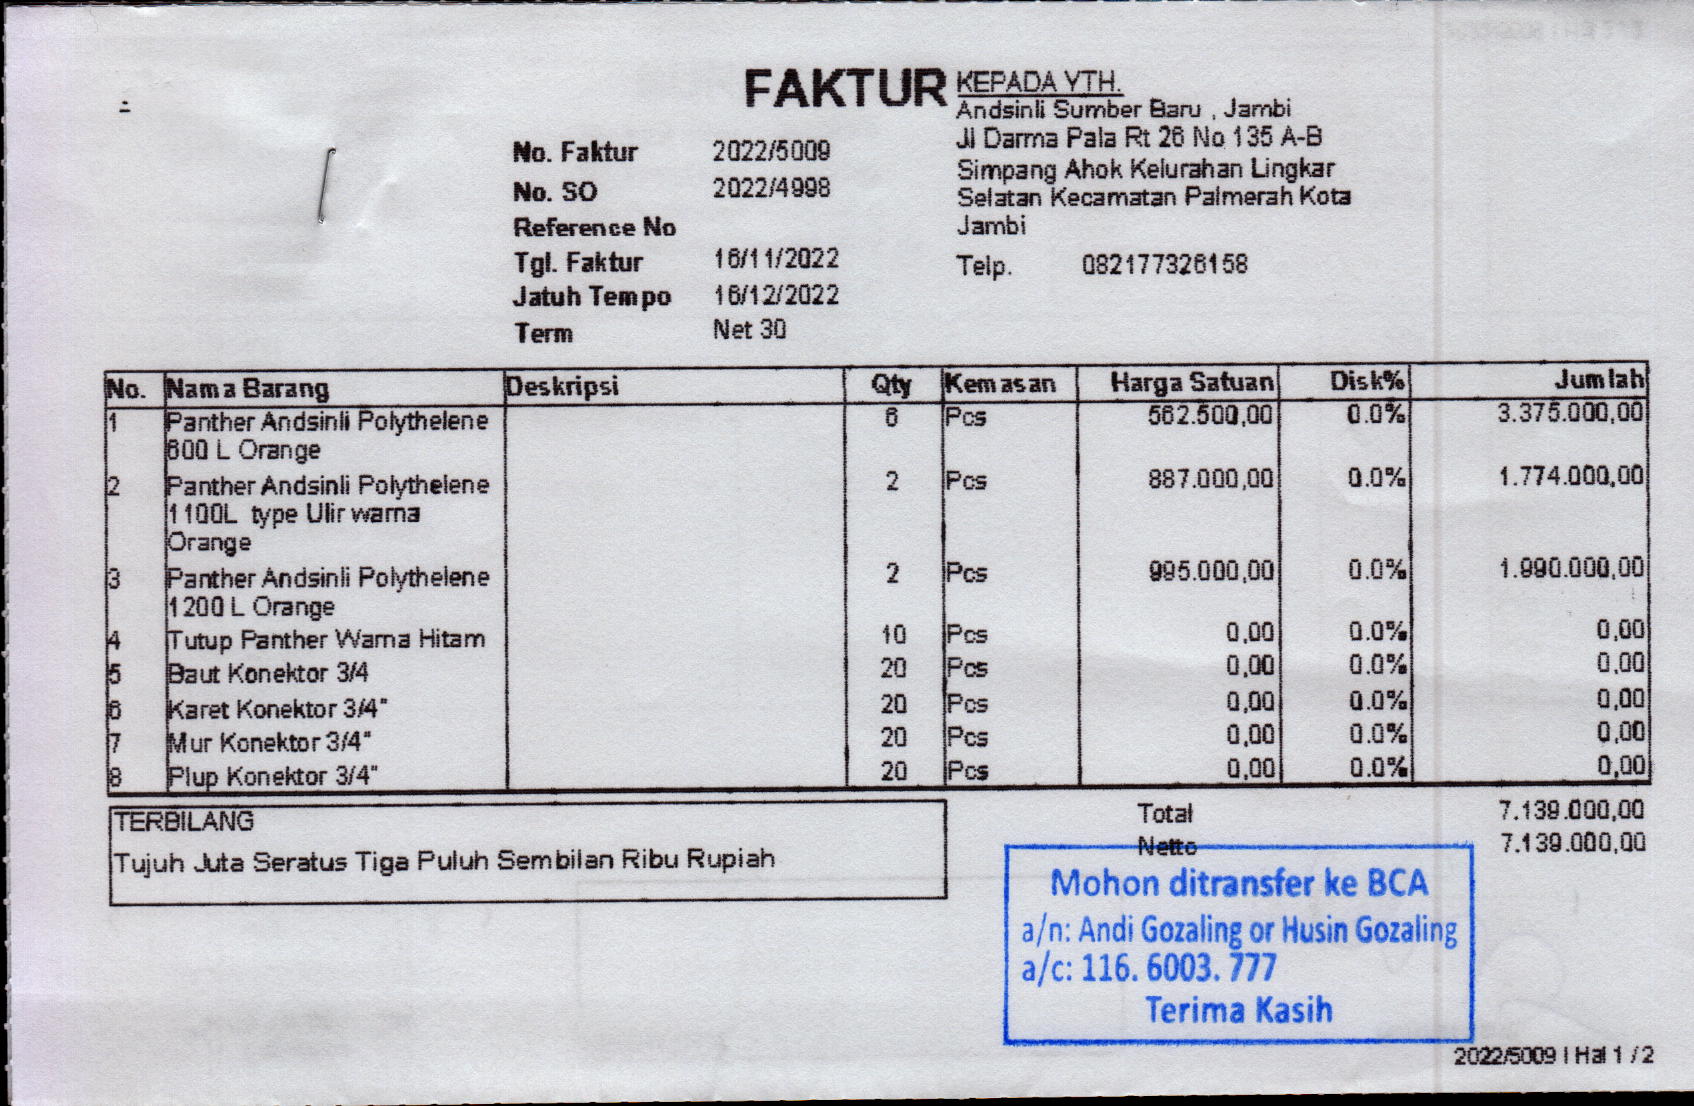 FAKTUR
KEPADA YTH.
Andsinli Sumber Baru , Jambi
Jl Darma Pala Rt 26 No 135 A-B
Simpang Ahok Kelurahan Lingkar
Selatan Kecamatan Palmerah Kota
Jambi
Telp. 082177326158
No. Faktur 2022/5009
No. SO 2022/4998
Reference No
Tgl. Faktur 16/11/2022
Jatuh Tempo 16/12/2022
Term Net 30
No. Nama Barang Deskripsi Qty Kemasan Harga Satuan Disk% Jumlah
1 Panther Andsinli Polythelene 6 Pcs 562.500,00 0.0% 3.375.000,00
600 L Orange
2 Panther Andsinli Polythelene 2 Pcs 887.000,00 0.0% 1.774.000,00
1100L type Ulir warna
Orange
3 Panther Andsinli Polythelene 2 Pcs 995.000,00 0.0% 1.990.000,00
1200 L Orange
4 Tutup Panther Warna Hitam 10 Pcs 0,00 0.0% 0,00
5 Baut Konektor 3/4 20 Pcs 0,00 0.0% 0,00
6 Karet Konektor 3/4" 20 Pcs 0,00 0.0% 0,00
7 Mur Konektor 3/4" 20 Pcs 0,00 0.0% 0,00
8 Plup Konektor 3/4" 20 Pcs 0,00 0.0% 0,00
TERBILANG
Tujuh Juta Seratus Tiga Puluh Sembilan Ribu Rupiah
Total 7.139.000,00
Netto 7.139.000,00
Mohon ditransfer ke BCA
a/n: Andi Gozaling or Husin Gozaling
a/c: 116. 6003. 777
Terima Kasih
2022/5009 | Hal 1 / 2